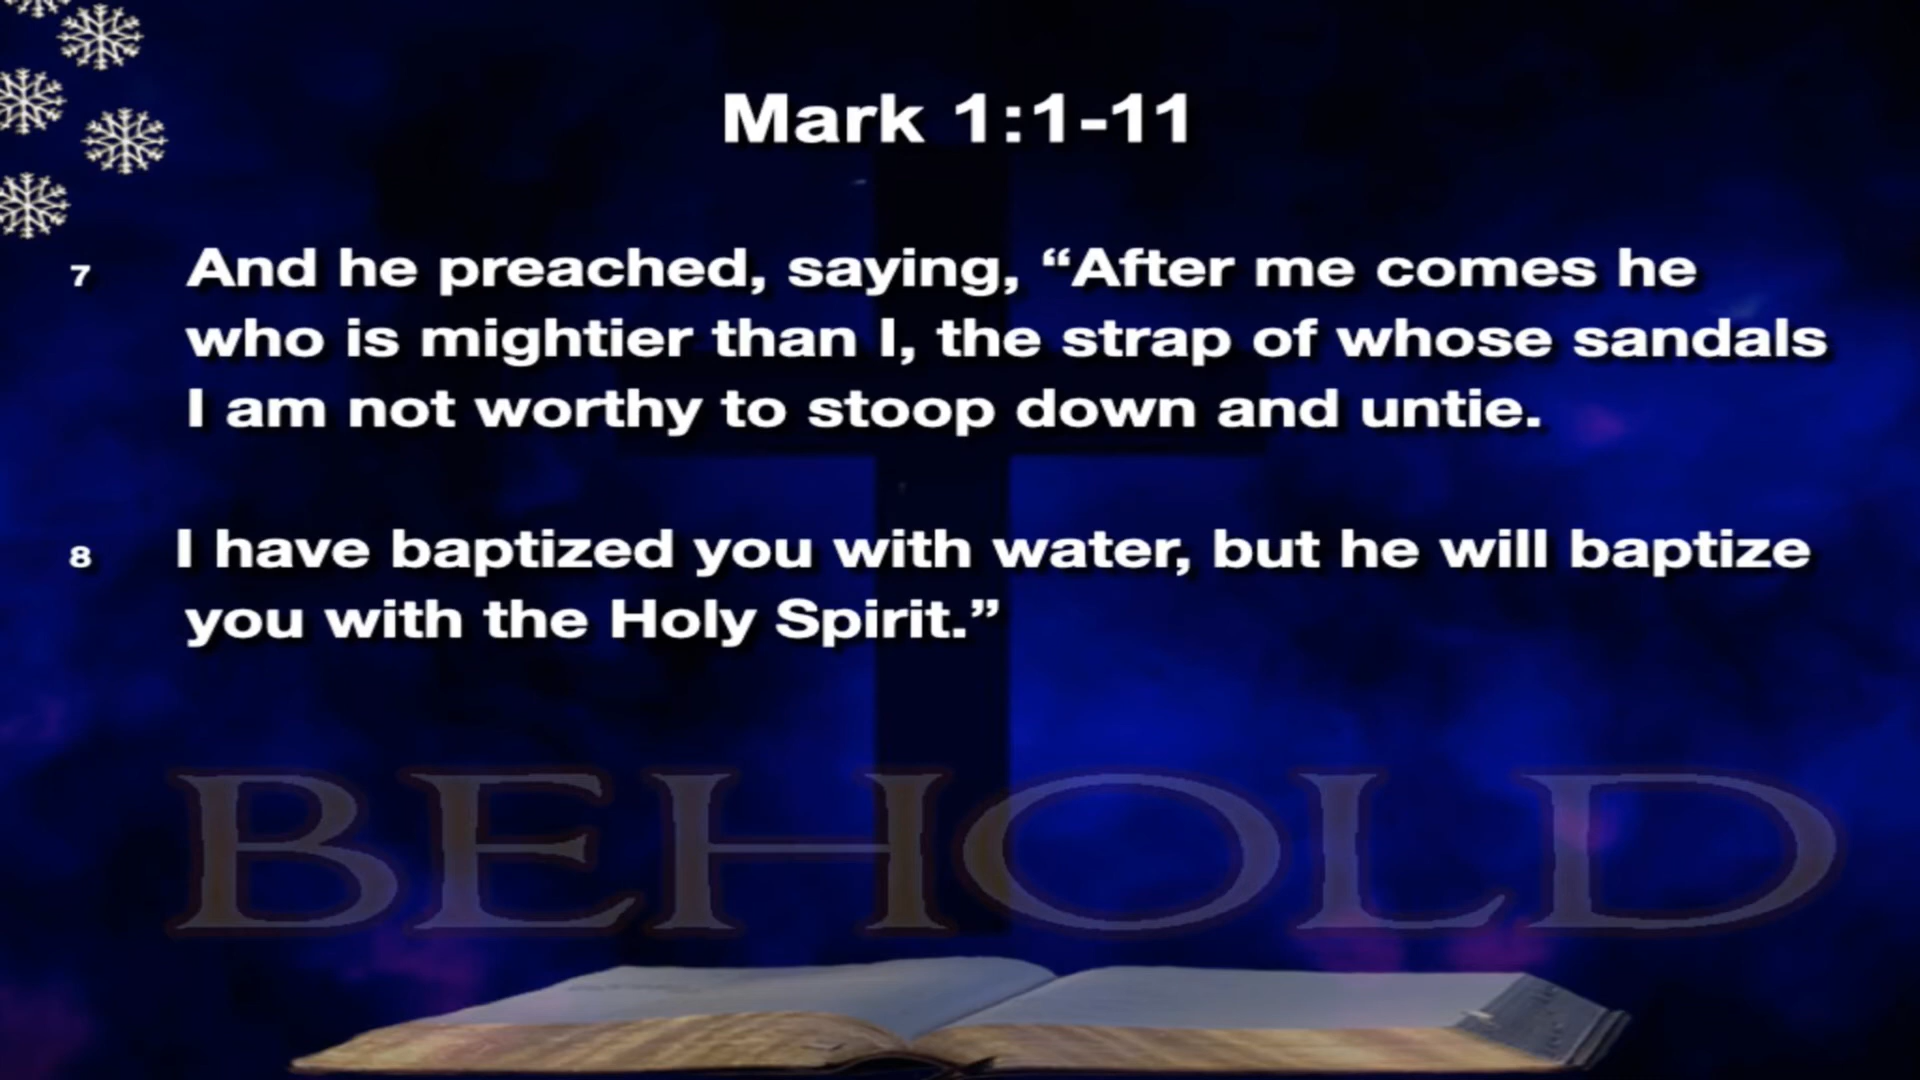 Mark 1:1-11
7 And he preached, saying, “After me comes he
who is mightier than I, the strap of whose sandals
I am not worthy to stoop down and untie.
8 I have baptized you with water, but he will baptize
you with the Holy Spirit.”
BEHOLD